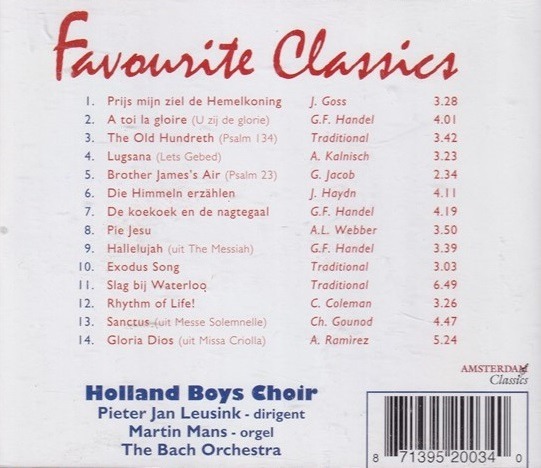 Favourite Classics
1. Prijs mijn ziel de Hemelkoning J. Goss 3.28
2. A toi la gloire (U zij de glorie) G.F. Handel 4.01
3. The Old Hundreth (Psalm 134) Traditional 3.42
4. Lugsana (Lets Gebed) A. Kalnisch 3.23
5. Brother James's Air (Psalm 23) G. Jacob 2.34
6. Die Himmeln erzählen J. Haydn 4.11
7. De koekoek en de nagtegaal G.F. Handel 4.19
8. Pie Jesu A.L. Webber 3.50
9. Hallelujah (uit The Messiah) G.F. Handel 3.39
10. Exodus Song Traditional 3.03
11. Slag bij Waterloo Traditional 6.49
12. Rhythm of Life! C. Coleman 3.26
13. Sanctus (uit Messe Solemnelle) Ch. Gounod 4.47
14. Gloria Dios (uit Missa Criolla) A. Ramirez 5.24
AMSTERDAM
Classics
Holland Boys Choir
Pieter Jan Leusink - dirigent
Martin Mans - orgel
The Bach Orchestra
8 71395 20034 0